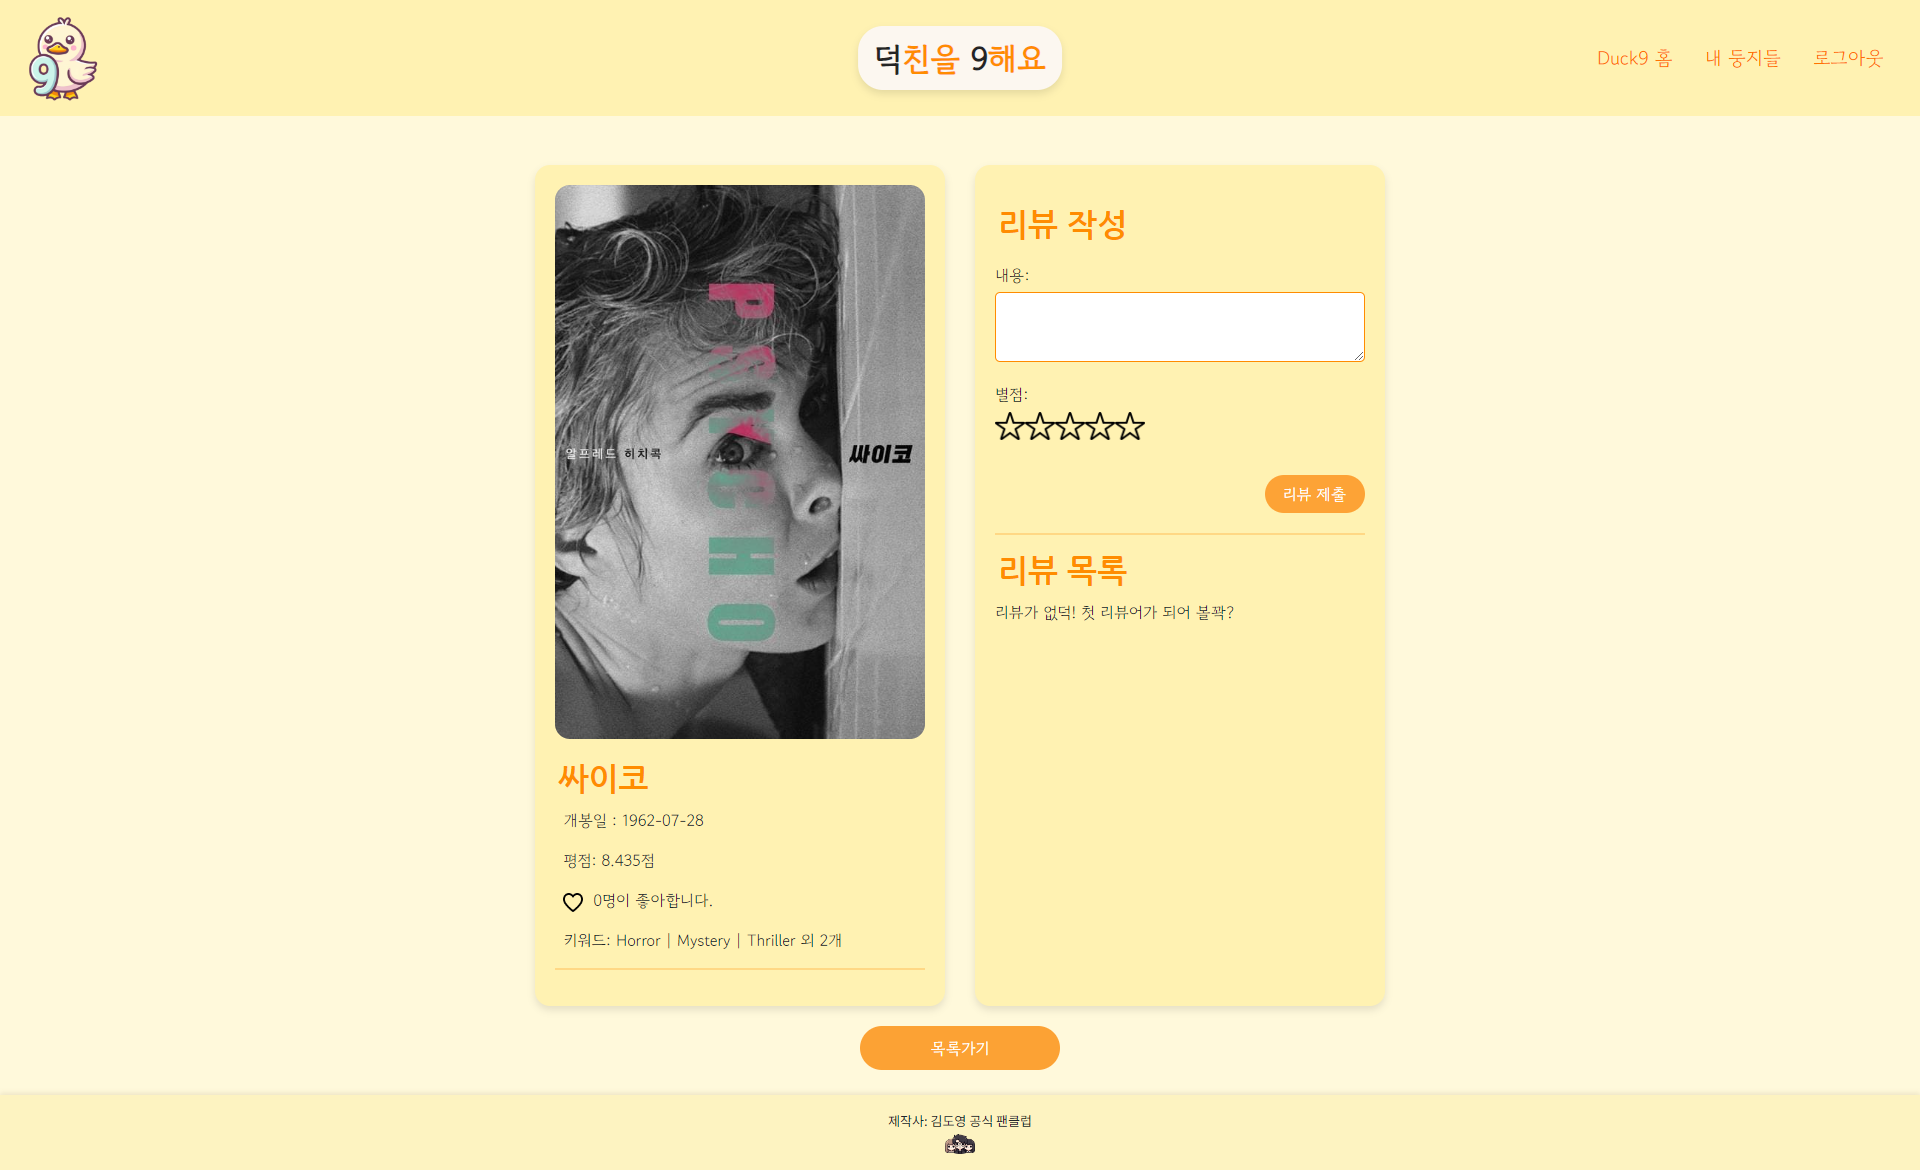 9
덕친을 9해요
Duck9 홈
내 둥지들
로그아웃
PSYCHO
알프레드 히치콕
싸이코
싸이코
개봉일 : 1962-07-28
평점: 8.435점
0명이 좋아합니다.
키워드: Horror | Mystery | Thriller 외 2개
리뷰 작성
내용:
별점:
리뷰 제출
리뷰 목록
리뷰가 없덕! 첫 리뷰어가 되어 볼꽉?
목록가기
제작사: 김도영 공식 팬클럽